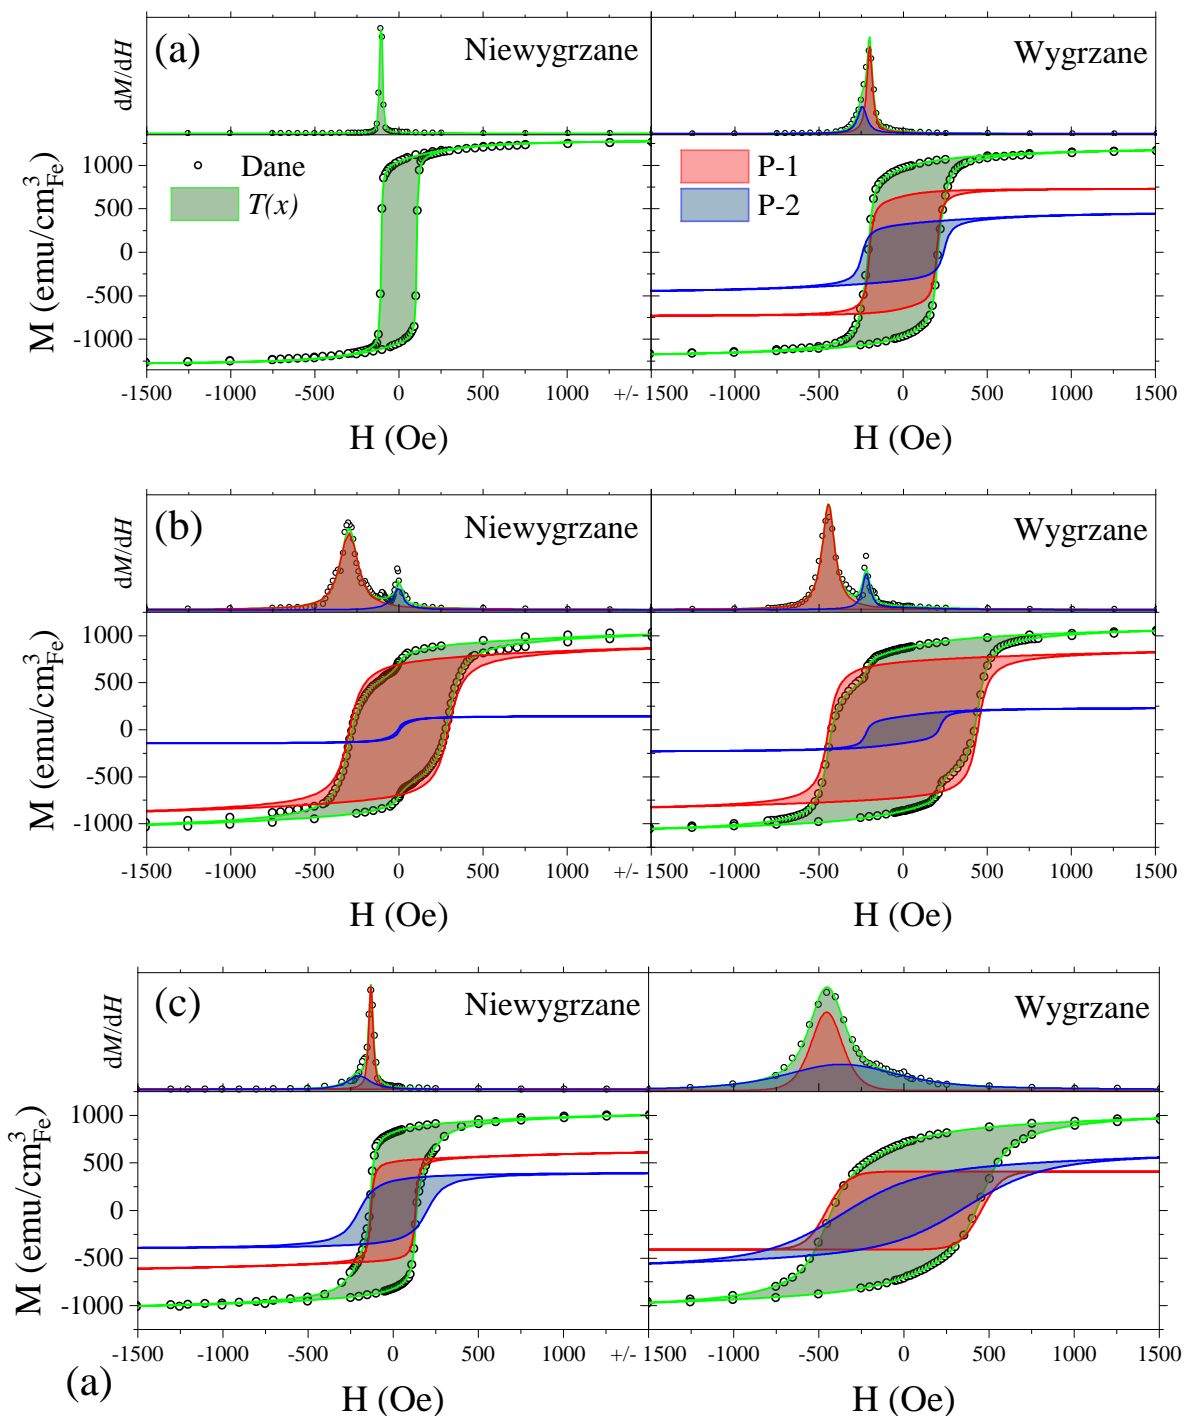 (a) Niewygrzane Wygrzane
dM/dH
Dane P-1
T(x) P-2
M (emu/cm³Fe)
1000
500
0
-500
-1000
-1500 -1000 -500 0 500 1000 +/- 1500 -1000 -500 0 500 1000 1500
H (Oe) H (Oe)
(b) Niewygrzane Wygrzane
dM/dH
M (emu/cm³Fe)
1000
500
0
-500
-1000
-1500 -1000 -500 0 500 1000 +/- 1500 -1000 -500 0 500 1000 1500
H (Oe) H (Oe)
(c) Niewygrzane Wygrzane
dM/dH
M (emu/cm³Fe)
1000
500
0
-500
-1000
-1500 -1000 -500 0 500 1000 +/- 1500 -1000 -500 0 500 1000 1500
(a) H (Oe) H (Oe)